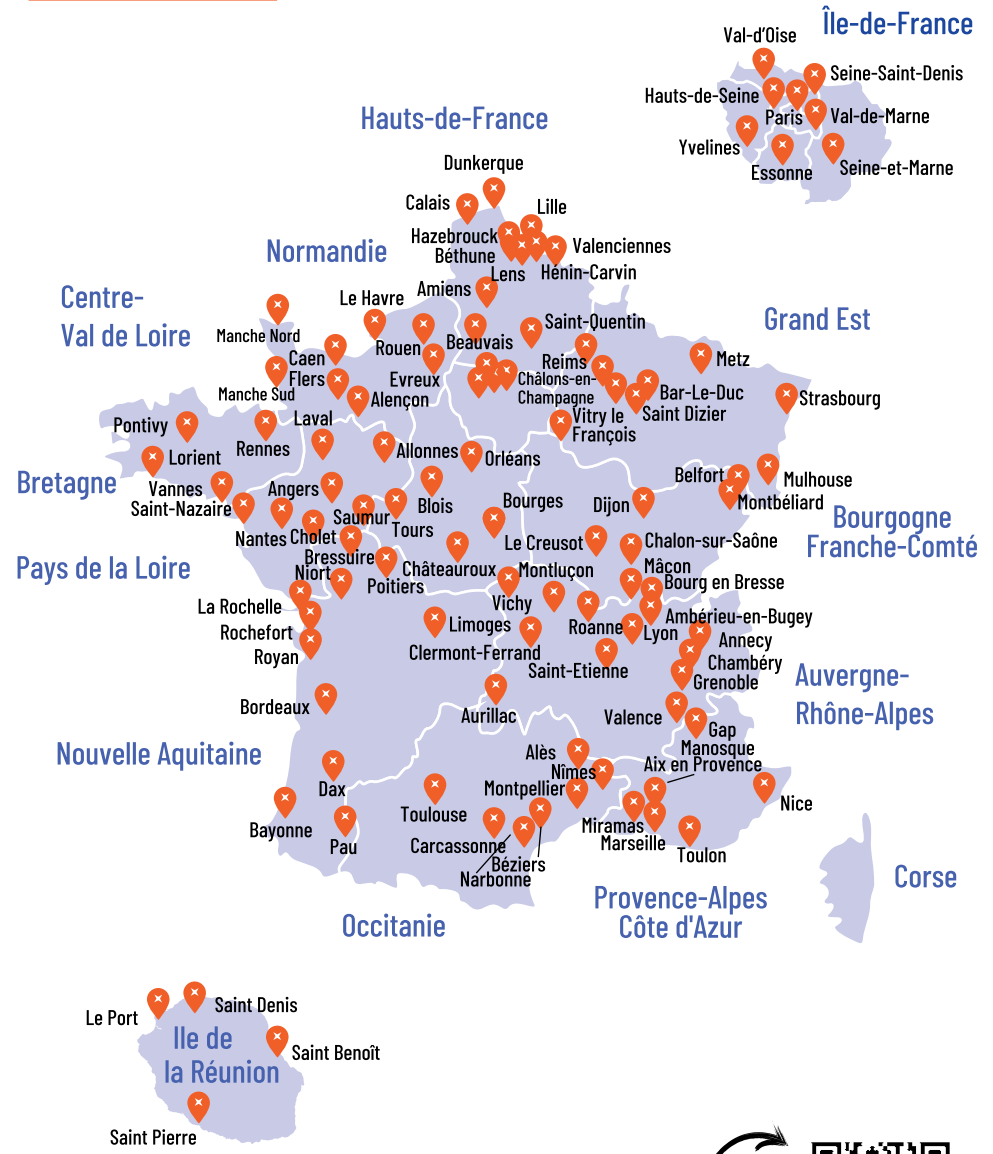 Île-de-France
Val-d'Oise
Seine-Saint-Denis
Hauts-de-Seine
Paris
Val-de-Marne
Yvelines
Essonne
Seine-et-Marne
Hauts-de-France
Dunkerque
Calais
Lille
Hazebrouck
Béthune
Valenciennes
Lens
Hénin-Carvin
Amiens
Normandie
Le Havre
Centre-
Val de Loire
Manche Nord
Rouen
Beauvais
Saint-Quentin
Grand Est
Caen
Flers
Manche Sud
Evreux
Alençon
Reims
Châlons-en-
Champagne
Metz
Bar-Le-Duc
Saint Dizier
Strasbourg
Vitry le
François
Pontivy
Lorient
Rennes
Laval
Allonnes
Orléans
Bretagne
Vannes
Saint-Nazaire
Angers
Saumur
Tours
Blois
Bourges
Dijon
Belfort
Mulhouse
Montbéliard
Bourgogne
Franche-Comté
Nantes
Cholet
Bressuire
Niort
Poitiers
Châteauroux
Le Creusot
Chalon-sur-Saône
Pays de la Loire
Montluçon
Mâcon
Bourg en Bresse
Vichy
La Rochelle
Rochefort
Royan
Limoges
Clermont-Ferrand
Roanne
Lyon
Ambérieu-en-Bugey
Annecy
Chambéry
Grenoble
Saint-Etienne
Auvergne-
Rhône-Alpes
Bordeaux
Aurillac
Valence
Gap
Manosque
Aix en Provence
Nouvelle Aquitaine
Alès
Nîmes
Montpellier
Dax
Bayonne
Pau
Toulouse
Carcassonne
Béziers
Narbonne
Miramas
Marseille
Toulon
Nice
Provence-Alpes
Côte d'Azur
Occitanie
Corse
Le Port
Saint Denis
Ile de
la Réunion
Saint Benoît
Saint Pierre